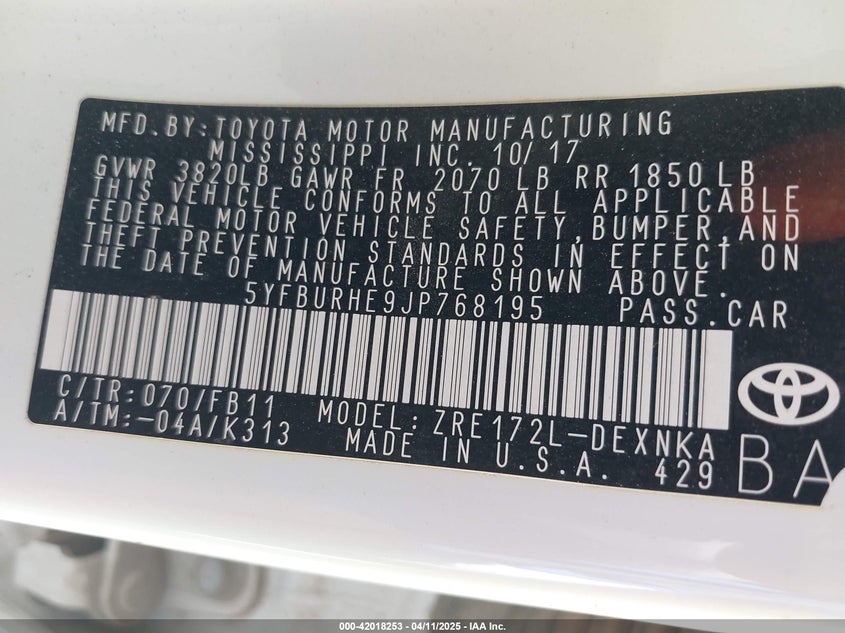 MFD.BY:TOYOTA MOTOR MANUFACTURING
MISSISSIPPI INC. 10/17
GVWR 3820LB GAWR FR 2070 LB RR 1850 LB
THIS VEHICLE CONFORMS TO ALL APPLICABLE
FEDERAL MOTOR VEHICLE SAFETY,BUMPER,AND
THEFT PREVENTION STANDARDS IN EFFECT ON
THE DATE OF MANUFACTURE SHOWN ABOVE.
5YFBURHE9JP768195 PASS.CAR
C/TR:070/FB11 MODEL:ZRE172L-DEXNKA
A/TM:-04A/K313 MADE IN U.S.A. 429
BA
000-42018253 - 04/11/2025 - IAA Inc.